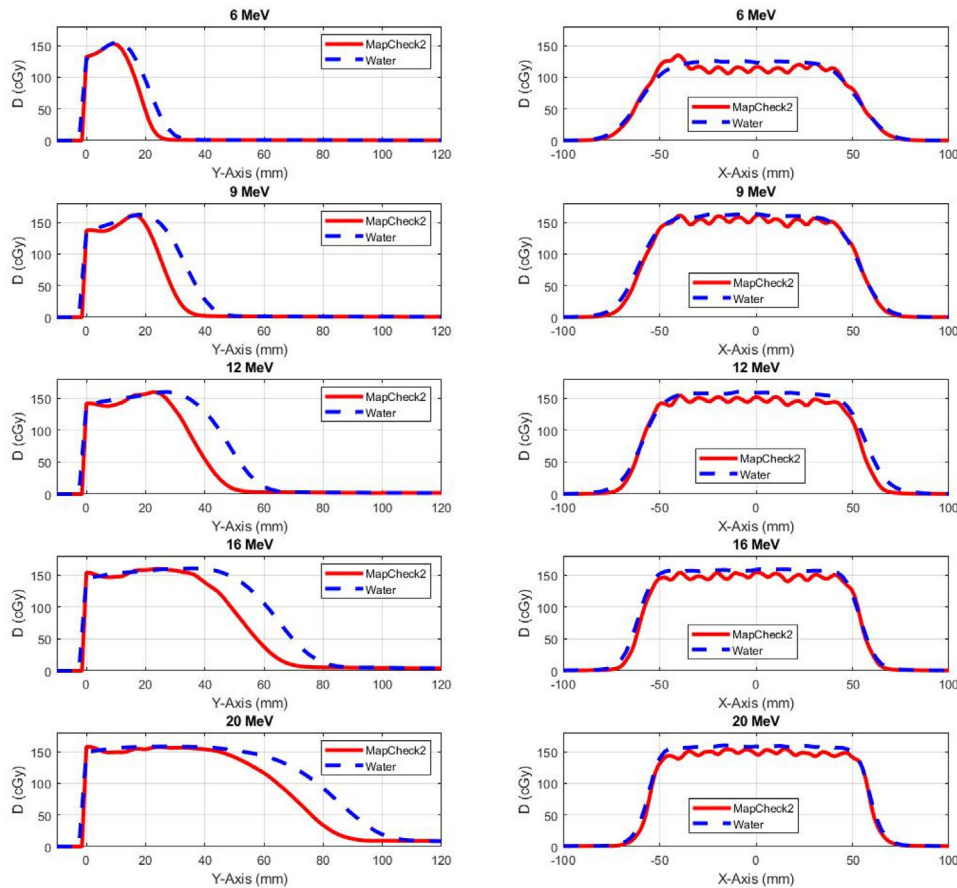 6 MeV
150
100
50
0
D (cGy)
MapCheck2
Water
0 20 40 60 80 100 120
Y-Axis (mm)
6 MeV
150
100
50
0
D (cGy)
MapCheck2
Water
-100 -50 0 50 100
X-Axis (mm)
9 MeV
150
100
50
0
D (cGy)
MapCheck2
Water
0 20 40 60 80 100 120
Y-Axis (mm)
9 MeV
150
100
50
0
D (cGy)
MapCheck2
Water
-100 -50 0 50 100
X-Axis (mm)
12 MeV
150
100
50
0
D (cGy)
MapCheck2
Water
0 20 40 60 80 100 120
Y-Axis (mm)
12 MeV
150
100
50
0
D (cGy)
MapCheck2
Water
-100 -50 0 50 100
X-Axis (mm)
16 MeV
150
100
50
0
D (cGy)
MapCheck2
Water
0 20 40 60 80 100 120
Y-Axis (mm)
16 MeV
150
100
50
0
D (cGy)
MapCheck2
Water
-100 -50 0 50 100
X-Axis (mm)
20 MeV
150
100
50
0
D (cGy)
MapCheck2
Water
0 20 40 60 80 100 120
Y-Axis (mm)
20 MeV
150
100
50
0
D (cGy)
MapCheck2
Water
-100 -50 0 50 100
X-Axis (mm)